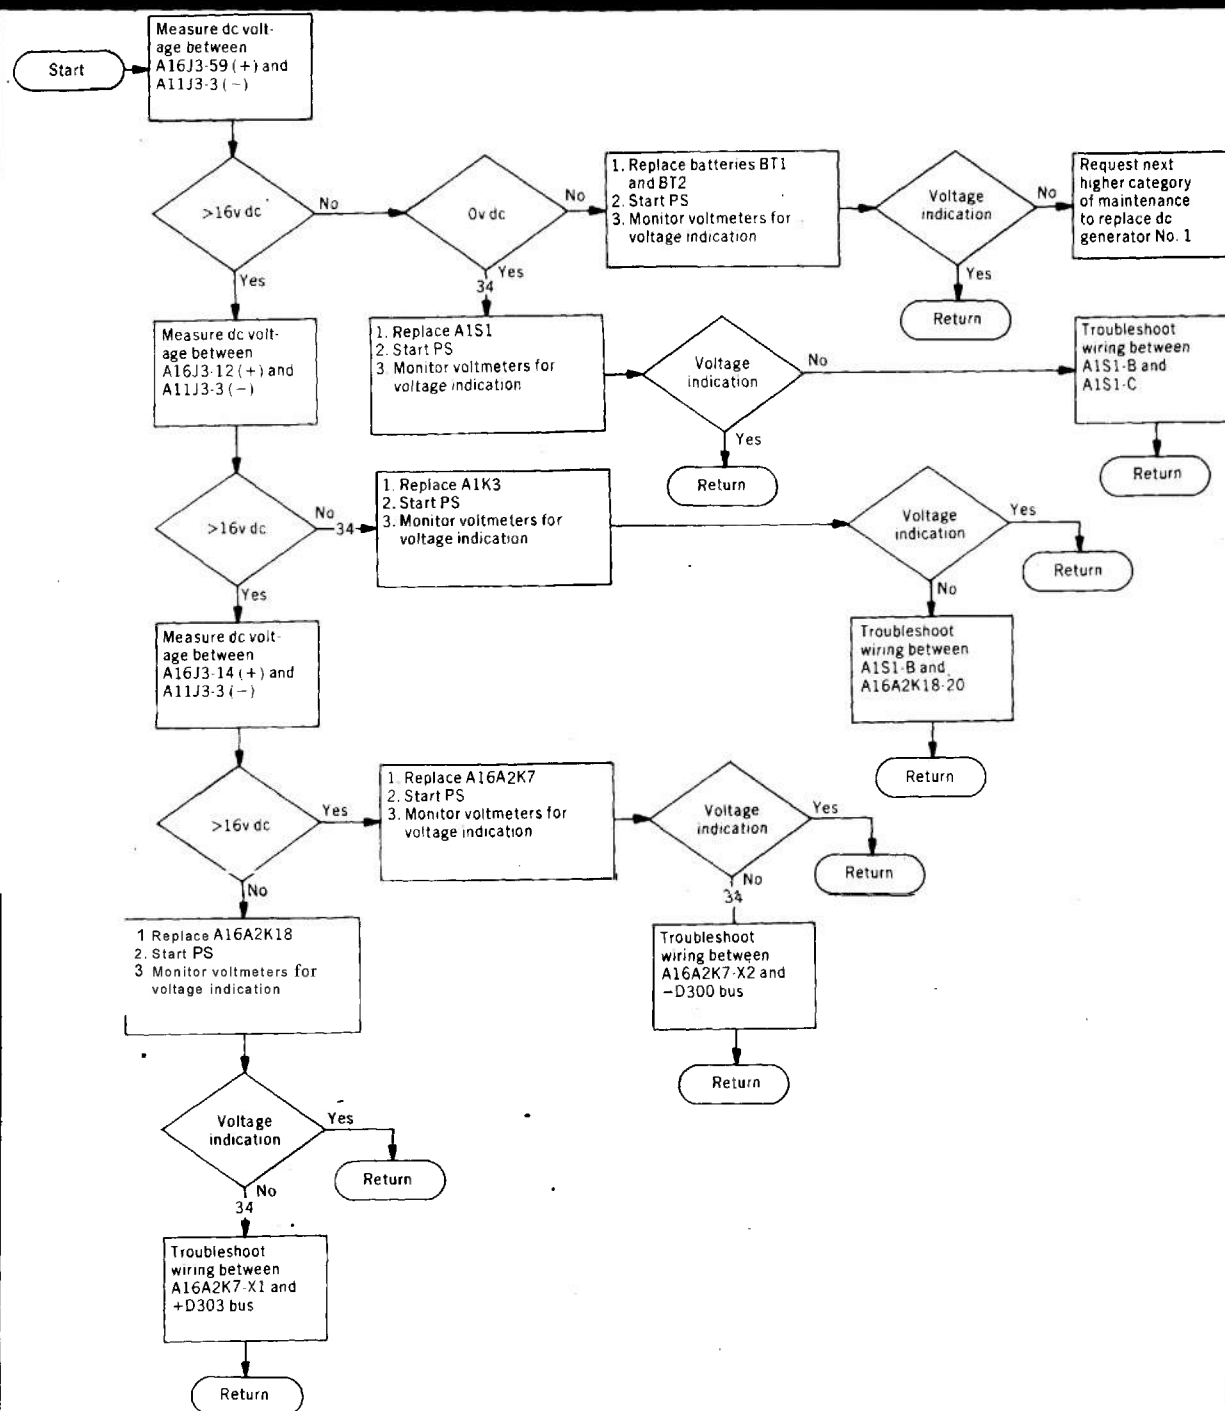 Start
Measure dc volt-
age between
A16J3-59 (+) and
A11J3-3 (−)
>16v dc
No
Yes
0v dc
No
Yes
34
1. Replace batteries BT1
and BT2
2. Start PS
3. Monitor voltmeters for
voltage indication
Voltage
indication
No
Yes
Request next
higher category
of maintenance
to replace dc
generator No. 1
Return
Measure dc volt-
age between
A16J3-12 (+) and
A11J3-3 (−)
1. Replace A1S1
2. Start PS
3. Monitor voltmeters for
voltage indication
Voltage
indication
No
Yes
Return
Troubleshoot
wiring between
A1S1-B and
A1S1-C
Return
>16v dc
No
34
Yes
1. Replace A1K3
2. Start PS
3. Monitor voltmeters for
voltage indication
Voltage
indication
Yes
Return
No
Troubleshoot
wiring between
A1S1-B and
A16A2K18-20
Return
Measure dc volt-
age between
A16J3-14 (+) and
A11J3-3 (−)
>16v dc
Yes
No
1. Replace A16A2K7
2. Start PS
3. Monitor voltmeters for
voltage indication
Voltage
indication
Yes
Return
No
34
Troubleshoot
wiring between
A16A2K7-X2 and
−D300 bus
Return
1 Replace A16A2K18
2. Start PS
3 Monitor voltmeters for
voltage indication
Voltage
indication
Yes
Return
No
34
Troubleshoot
wiring between
A16A2K7-X1 and
+D303 bus
Return